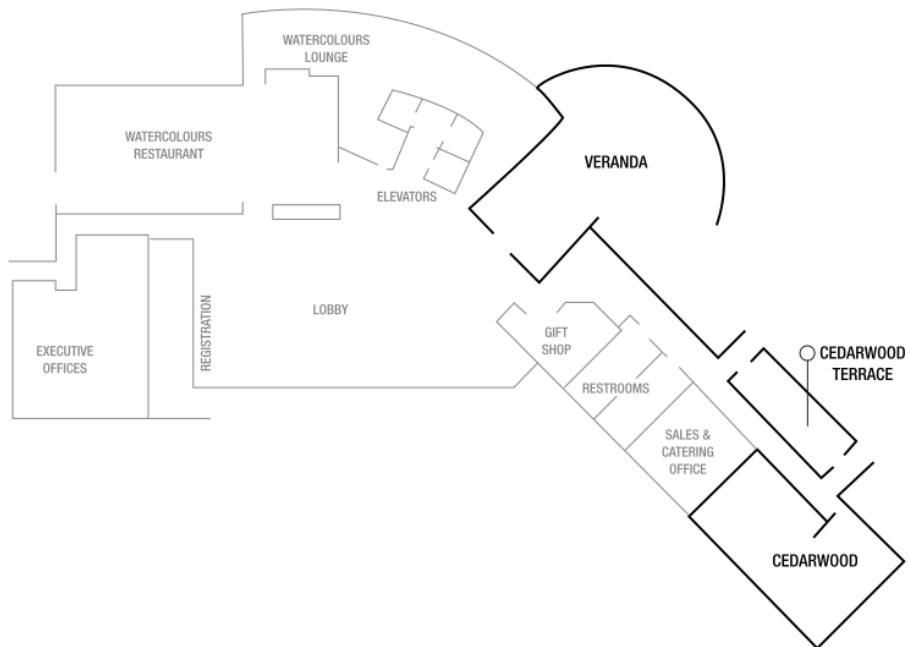 WATERCOLOURS
LOUNGE
WATERCOLOURS
RESTAURANT
VERANDA
ELEVATORS
LOBBY
REGISTRATION
EXECUTIVE
OFFICES
GIFT
SHOP
RESTROOMS
CEDARWOOD
TERRACE
SALES &
CATERING
OFFICE
CEDARWOOD